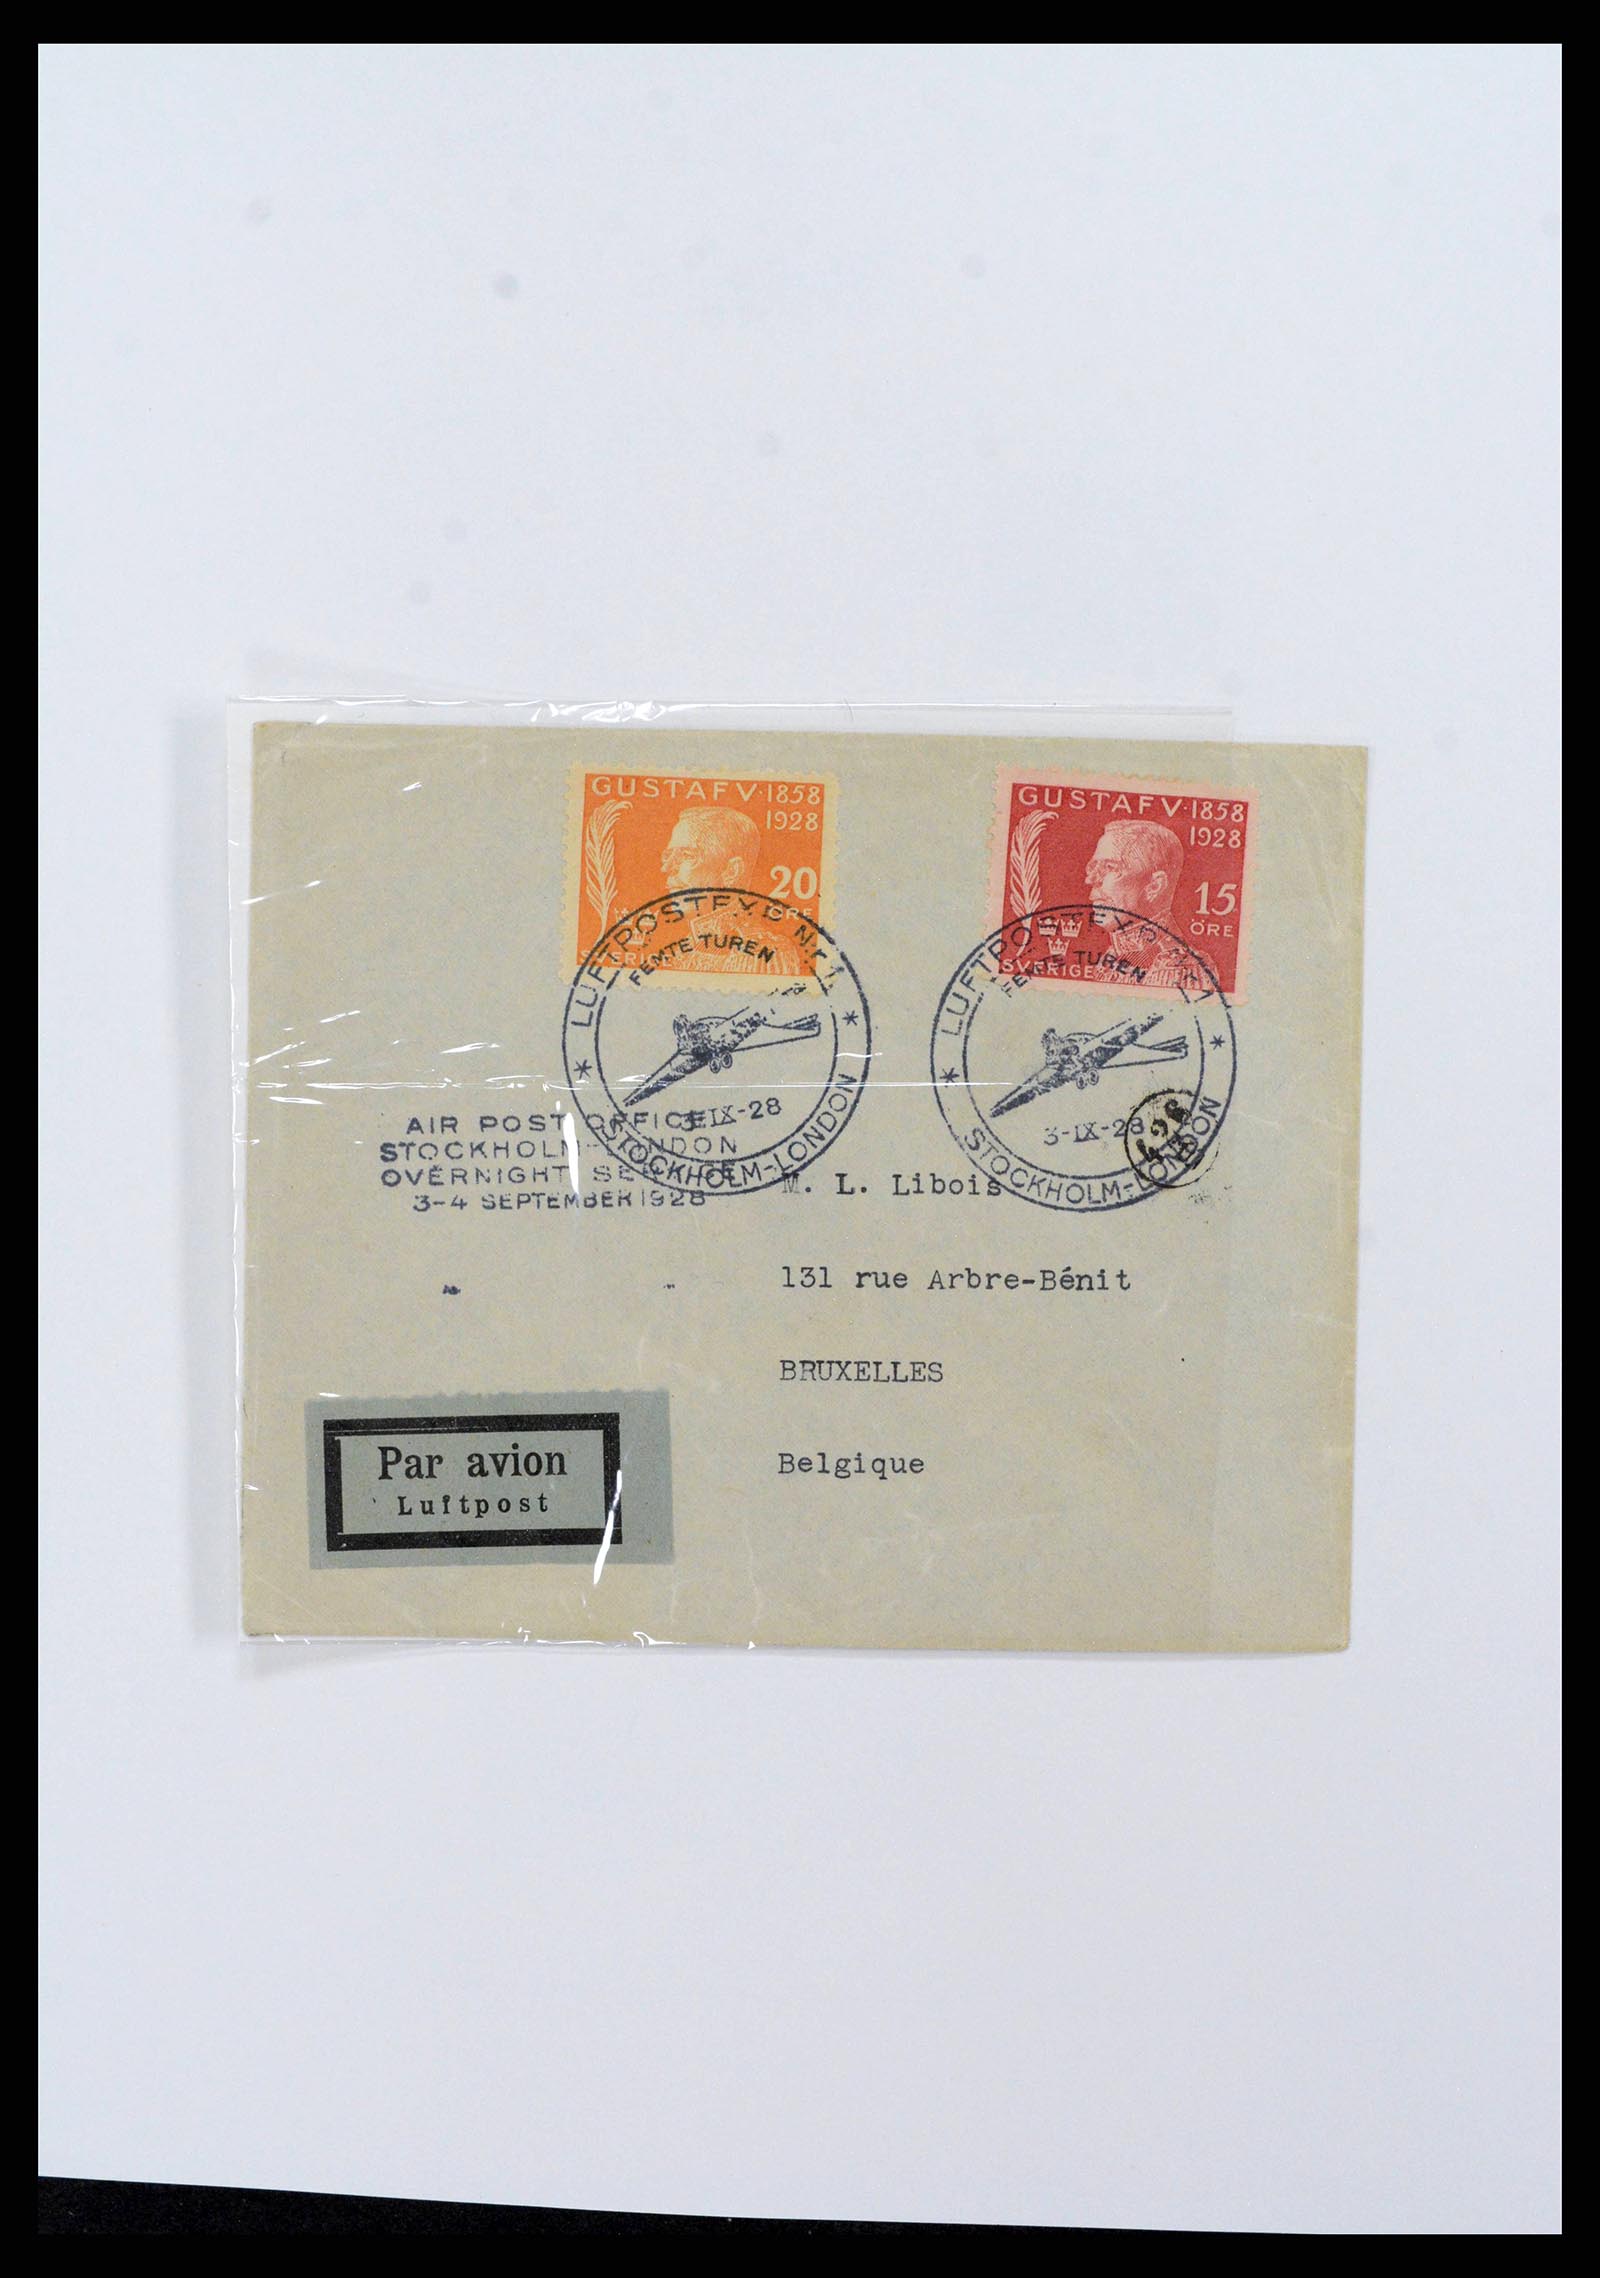 GUSTAF V·1858
1928
20
ÖRE
SVERIGE
GUSTAF V·1858
1928
15
ÖRE
SVERIGE
LUFTPOSTEXP. Nr 1.
FEMTE TUREN
3-IX-28
* STOCKHOLM-LONDON *
LUFTPOSTEXP. Nr 1
FEMTE TUREN
3-IX-28
* STOCKHOLM-LONDON *
AIR POST OFFICE
STOCKHOLM-LONDON
OVERNIGHT
3-4 SEPTEMBER 1928
M. L. Libois
131 rue Arbre-Bénit
BRUXELLES
Belgique
Par avion
Luftpost